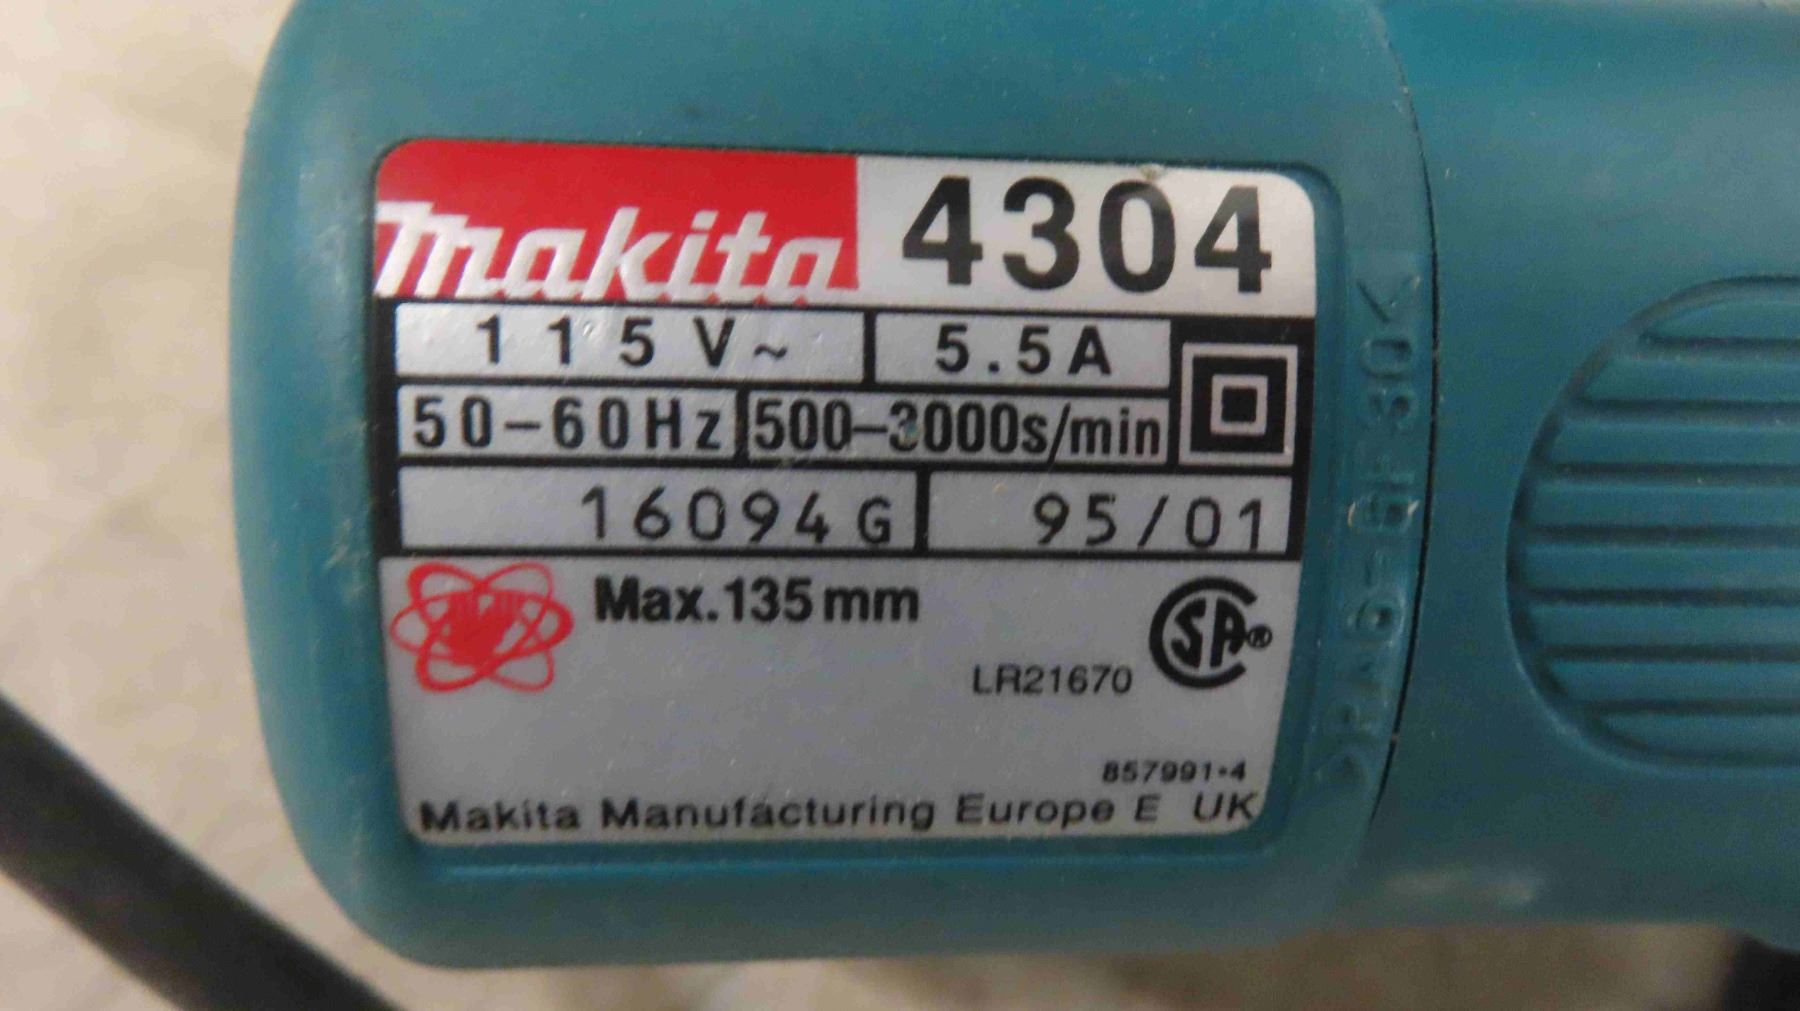 makita 4304
115V~ 5.5A
50-60Hz 500-3000s/min
16094G 95/01
Max.135mm
SA®
LR21670
857991-4
Makita Manufacturing Europe E UK